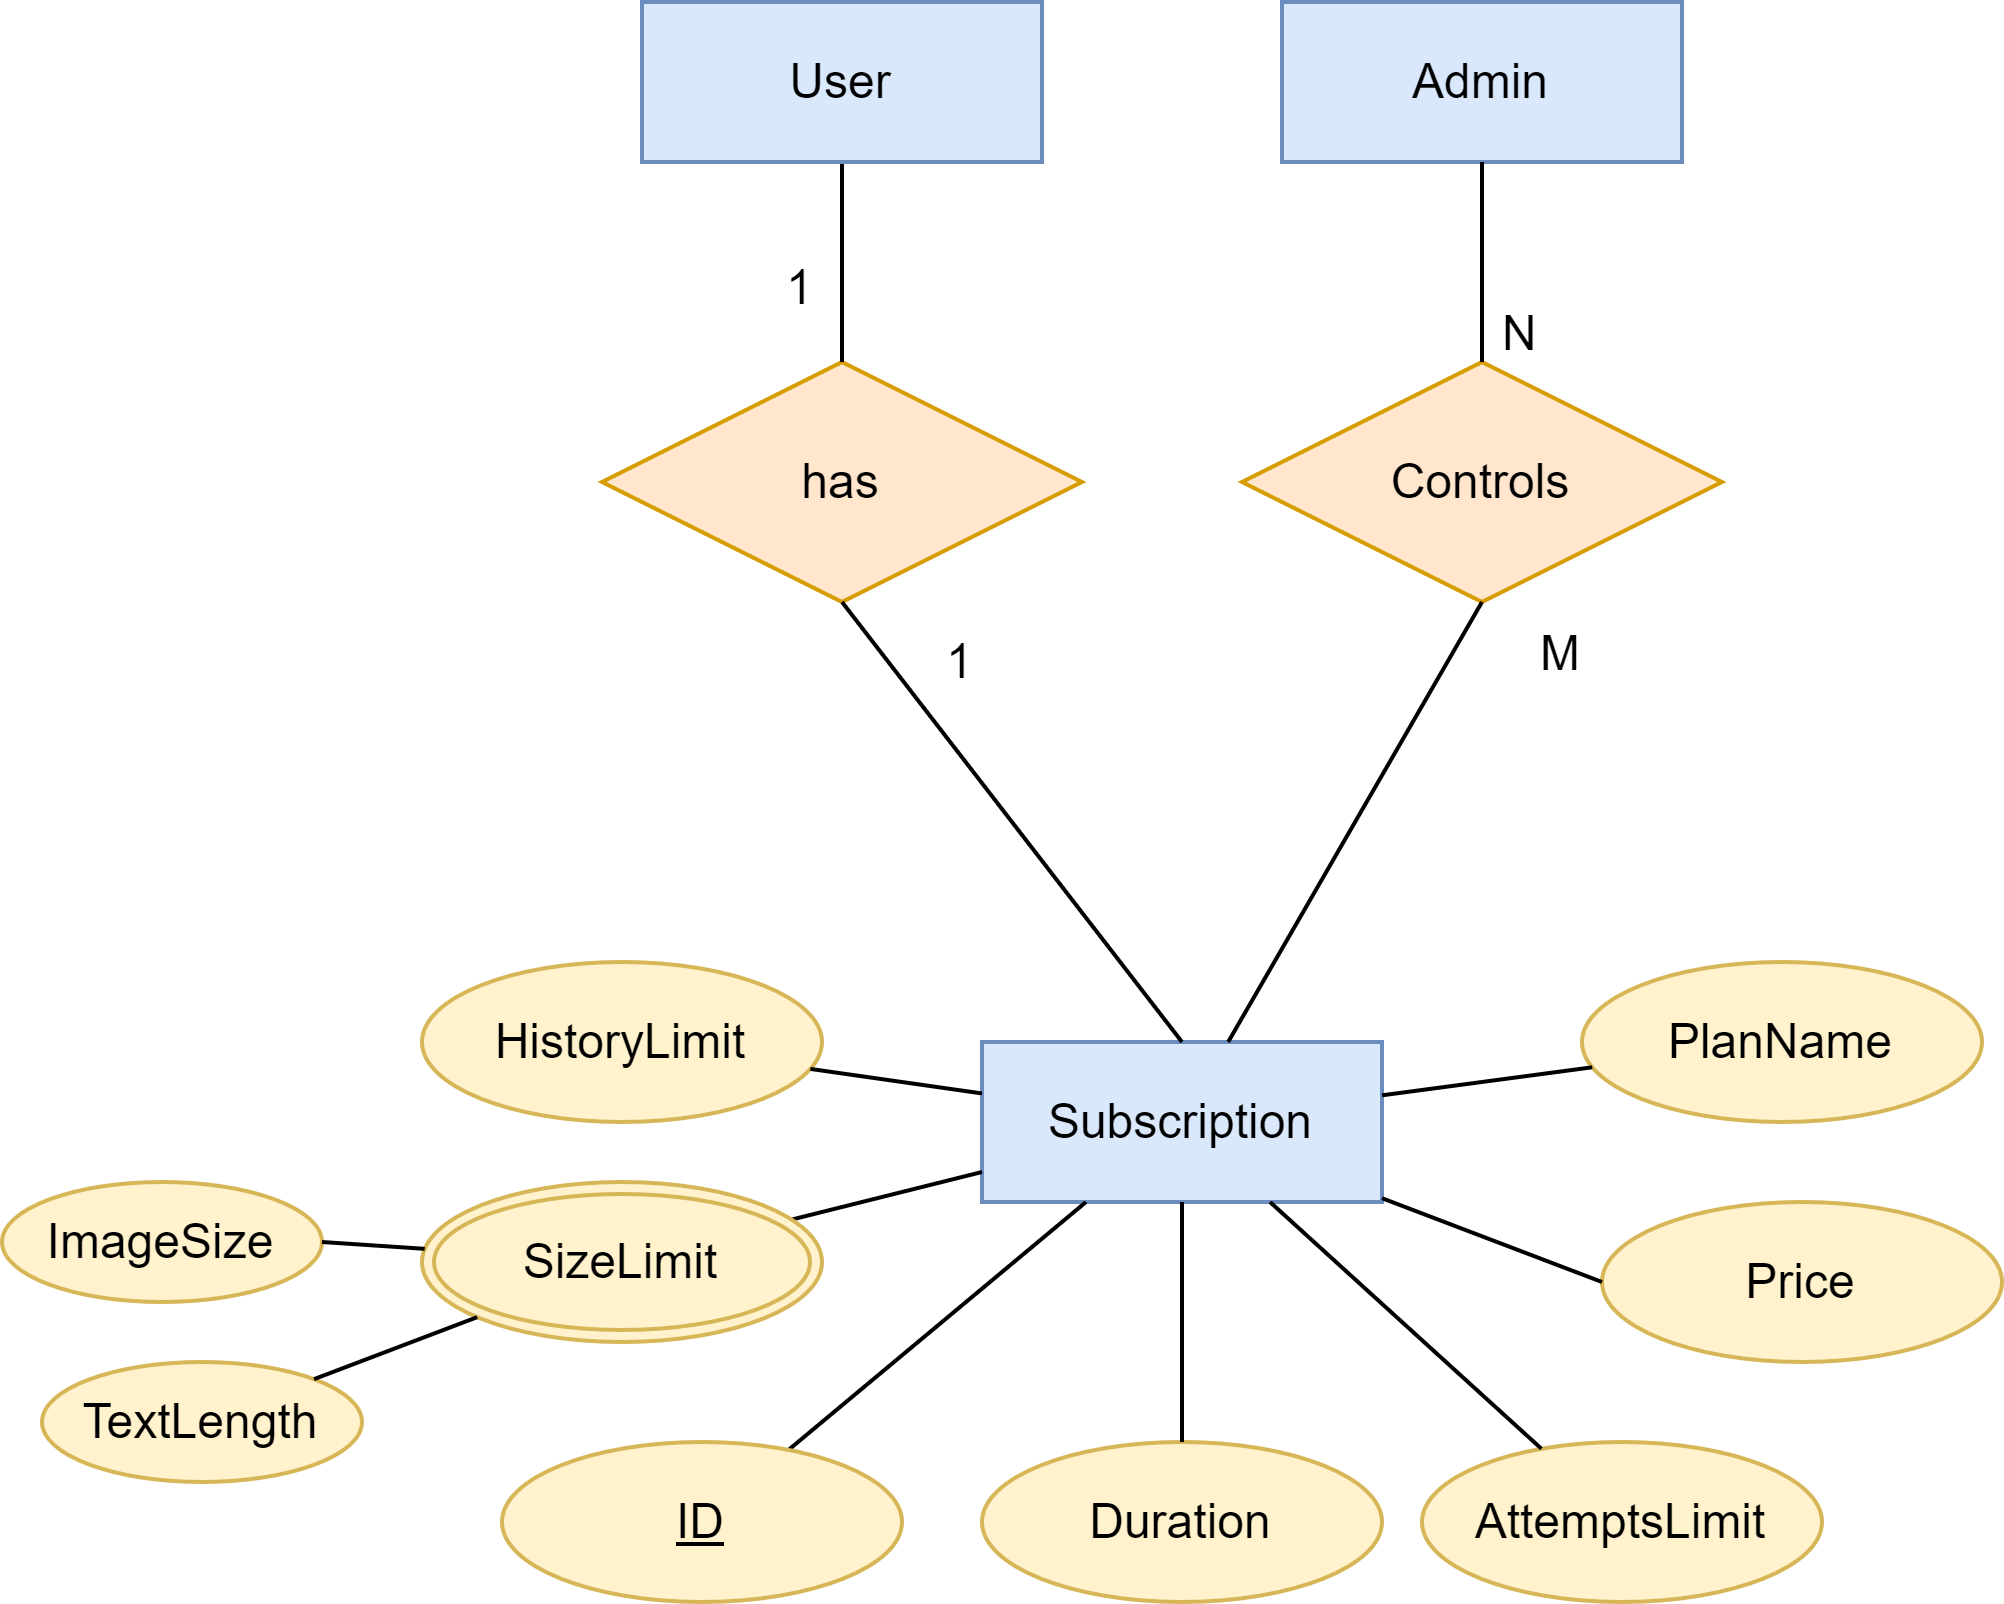 User
Admin
1
N
has
Controls
1
M
HistoryLimit
PlanName
Subscription
ImageSize
SizeLimit
Price
TextLength
ID
Duration
AttemptsLimit